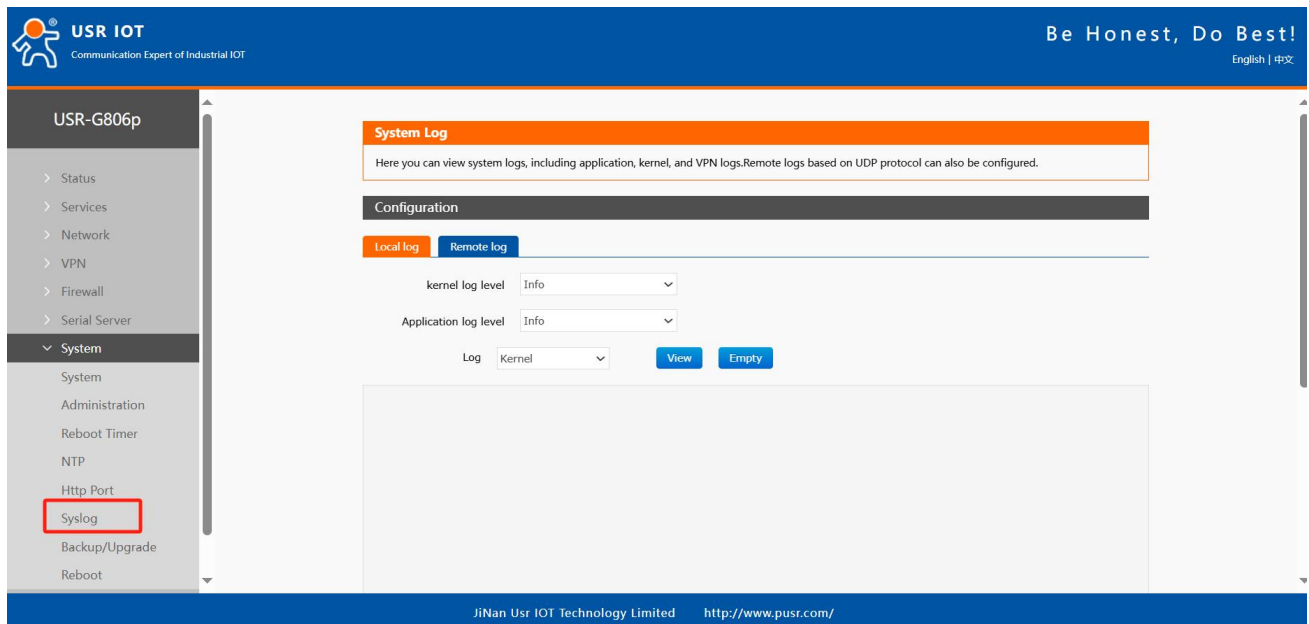 USR IOT
Communication Expert of Industrial IOT
Be Honest, Do Best!
English | 中文
USR-G806p
Status
Services
Network
VPN
Firewall
Serial Server
System
System
Administration
Reboot Timer
NTP
Http Port
Syslog
Backup/Upgrade
Reboot
System Log
Here you can view system logs, including application, kernel, and VPN logs.Remote logs based on UDP protocol can also be configured.
Configuration
Local log Remote log
kernel log level Info
Application log level Info
Log Kernel View Empty
JiNan Usr IOT Technology Limited http://www.pusr.com/